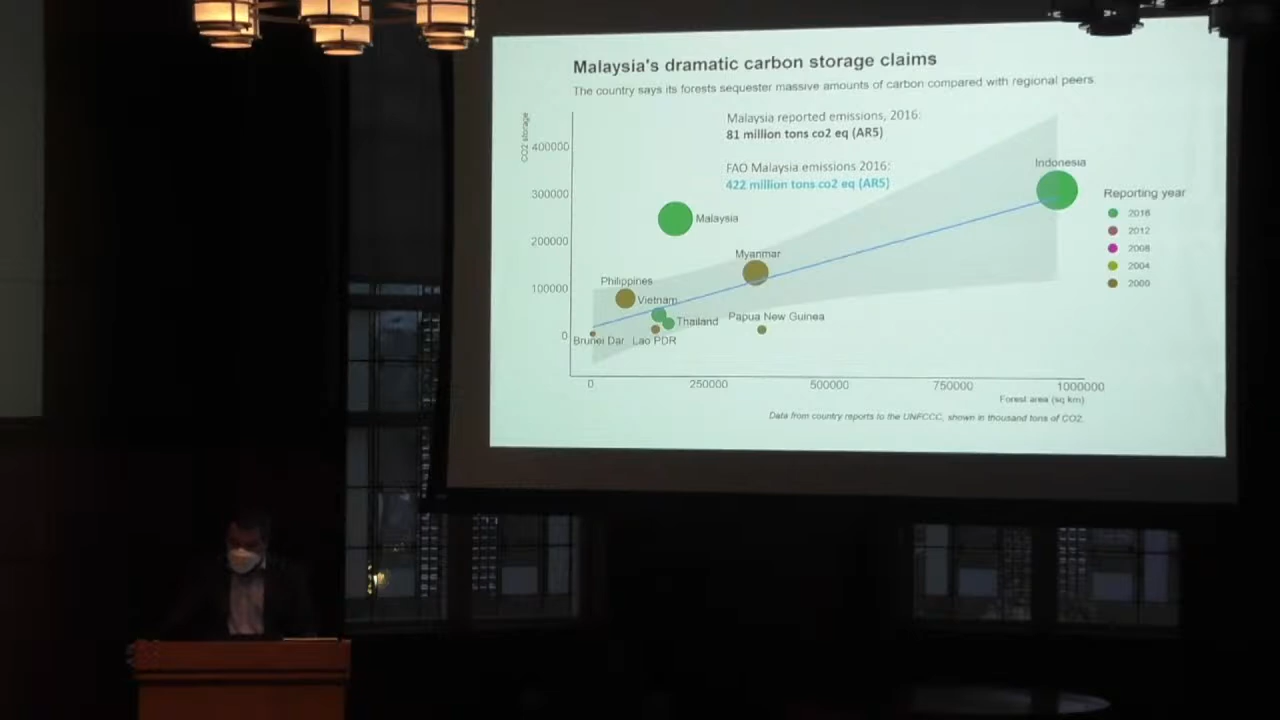 Malaysia's dramatic carbon storage claims
The country says its forests sequester massive amounts of carbon compared with regional peers.
Malaysia reported emissions, 2016:
81 million tons co2 eq (AR5)
FAO Malaysia emissions 2016:
422 million tons co2 eq (AR5)
CO2 storage
400000
300000
200000
100000
0
Indonesia
Malaysia
Myanmar
Philippines
Vietnam
Thailand
Papua New Guinea
Brunei Dar
Lao PDR
0
250000
500000
750000
1000000
Forest area (sq km)
Reporting year
2016
2012
2008
2004
2000
Data from country reports to the UNFCCC, shown in thousand tons of CO2.